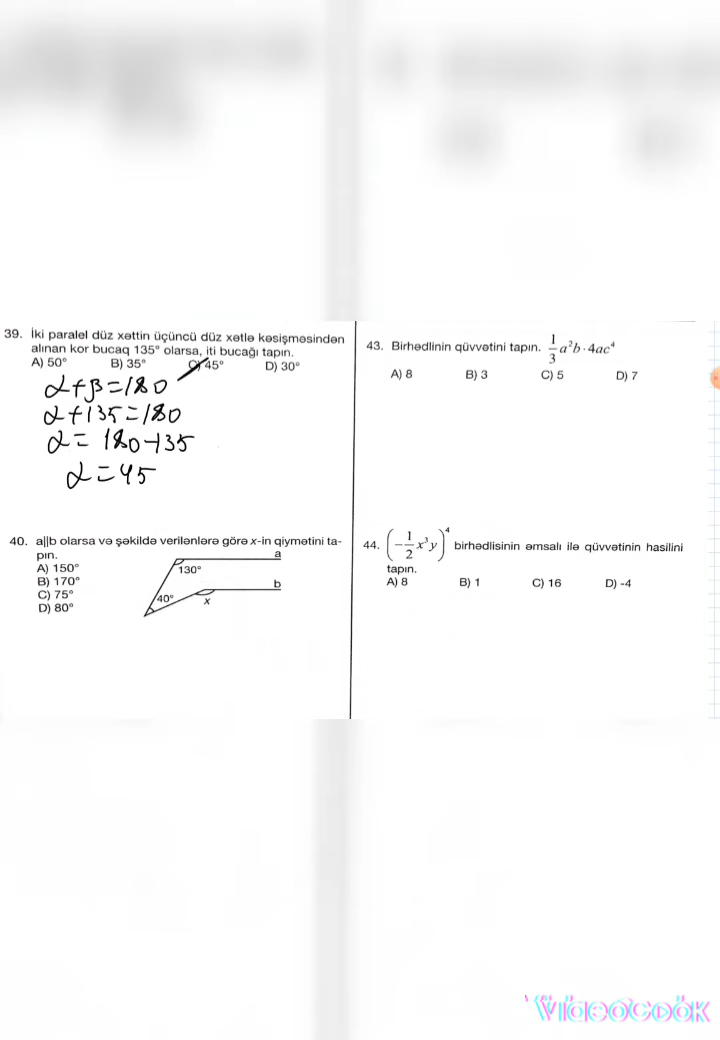 39. İki paralel düz xəttin üçüncü düz xətlə kəsişməsindən
alınan kor bucaq 135° olarsa, iti bucağı tapın.
A) 50° B) 35° C) 45° D) 30°
α+β=180
α+135=180
α= 180-135
α=45
40. a||b olarsa və şəkildə verilənlərə görə x-in qiymətini ta-
pın.
A) 150°
B) 170°
C) 75°
D) 80°
a
130°
b
40°
x
43. Birhədlinin qüvvətini tapın. 1/3 a²b·4ac⁴
A) 8 B) 3 C) 5 D) 7
44. (-1/2 x³y)⁴ birhədlisinin əmsalı ilə qüvvətinin hasilini
tapın.
A) 8 B) 1 C) 16 D) -4
VIDEOCOOK